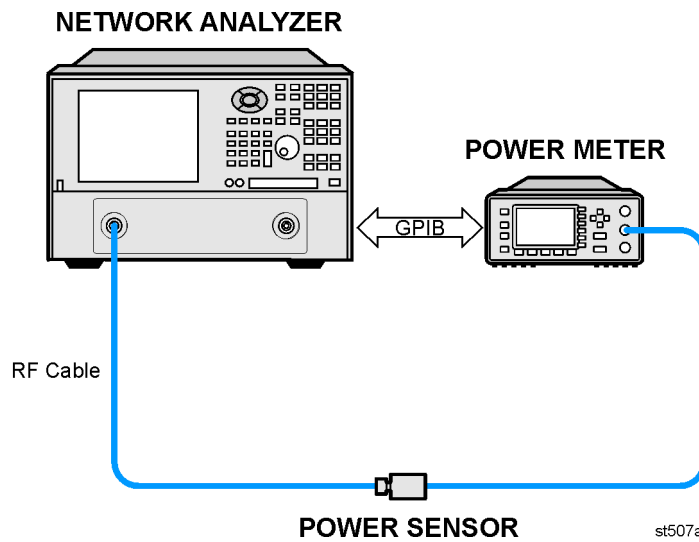 NETWORK ANALYZER
POWER METER
GPIB
RF Cable
POWER SENSOR
st507a